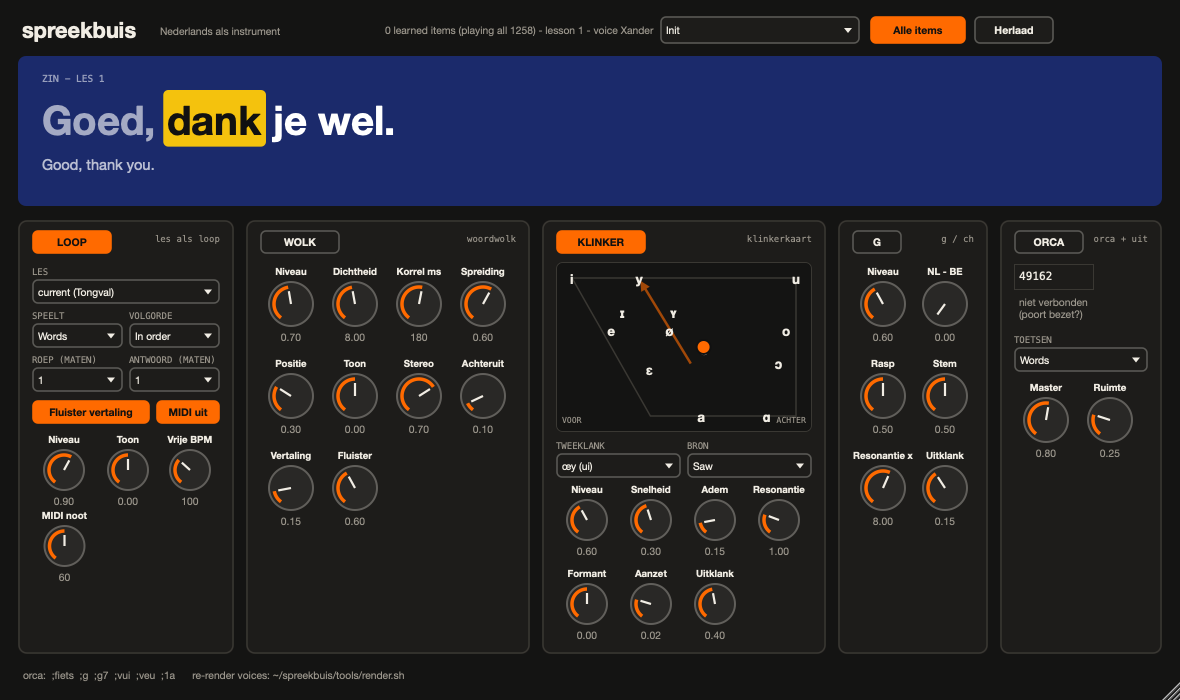 spreekbuis
Nederlands als instrument
0 learned items (playing all 1258) - lesson 1 - voice Xander
Init
Alle items
Herlaad
ZIN – LES 1
Goed, dank je wel.
Good, thank you.
LOOP
les als loop
LES
current (Tongval)
SPEELT VOLGORDE
Words In order
ROEP (MATEN) ANTWOORD (MATEN)
1 1
Fluister vertaling MIDI uit
Niveau Toon Vrije BPM
0.90 0.00 100
MIDI noot
60
WOLK
woordwolk
Niveau Dichtheid Korrel ms Spreiding
0.70 8.00 180 0.60
Positie Toon Stereo Achteruit
0.30 0.00 0.70 0.10
Vertaling Fluister
0.15 0.60
KLINKER
klinkerkaart
i y u
ɪ ʏ
e ø o
ɛ ɔ
a ɑ
VOOR ACHTER
TWEEKLANK BRON
œy (ui) Saw
Niveau Snelheid Adem Resonantie
0.60 0.30 0.15 1.00
Formant Aanzet Uitklank
0.00 0.02 0.40
G
g / ch
Niveau NL - BE
0.60 0.00
Rasp Stem
0.50 0.50
Resonantie x Uitklank
8.00 0.15
ORCA
orca + uit
49162
niet verbonden
(poort bezet?)
TOETSEN
Words
Master Ruimte
0.80 0.25
orca: ;fiets ;g ;g7 ;vui ;veu ;1a re-render voices: ~/spreekbuis/tools/render.sh